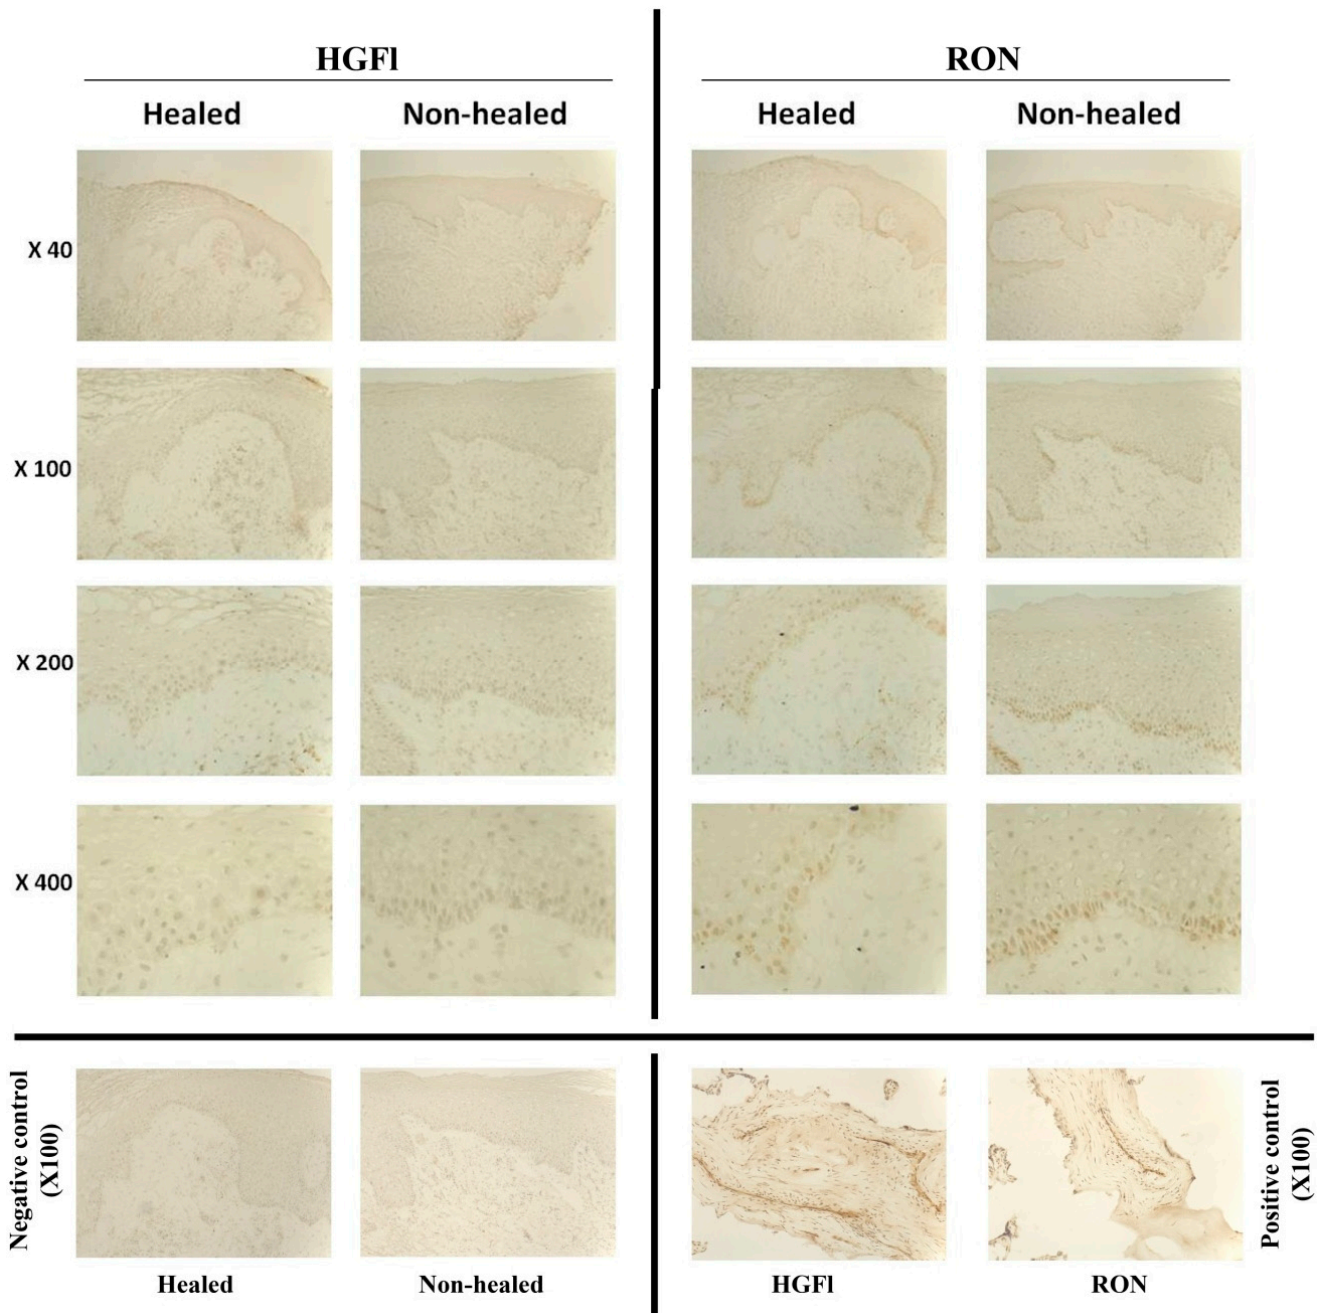 HGFl
RON
Healed
Non-healed
Healed
Non-healed
X 40
X 100
X 200
X 400
Negative control
(X100)
Positive control
(X100)
Healed
Non-healed
HGFl
RON